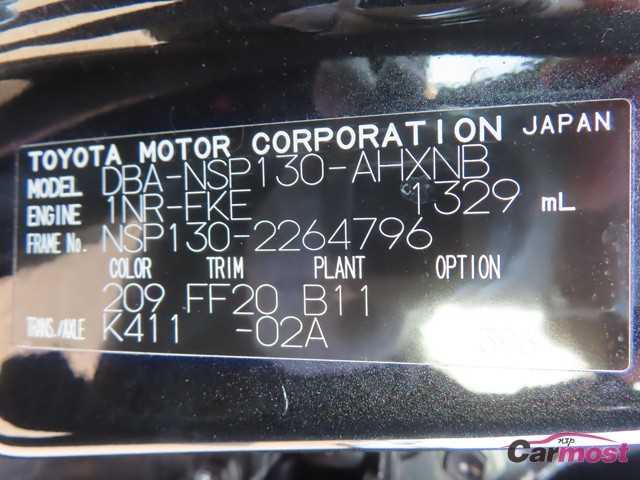 TOYOTA MOTOR CORPORATION JAPAN
MODEL DBA-NSP130-AHXNB
ENGINE 1NR-FKE 1329 mL
FRAME No. NSP130-2264796
COLOR TRIM PLANT OPTION
209 FF20 B11
TRANS./AXLE K411 -02A
nzp
Carmost